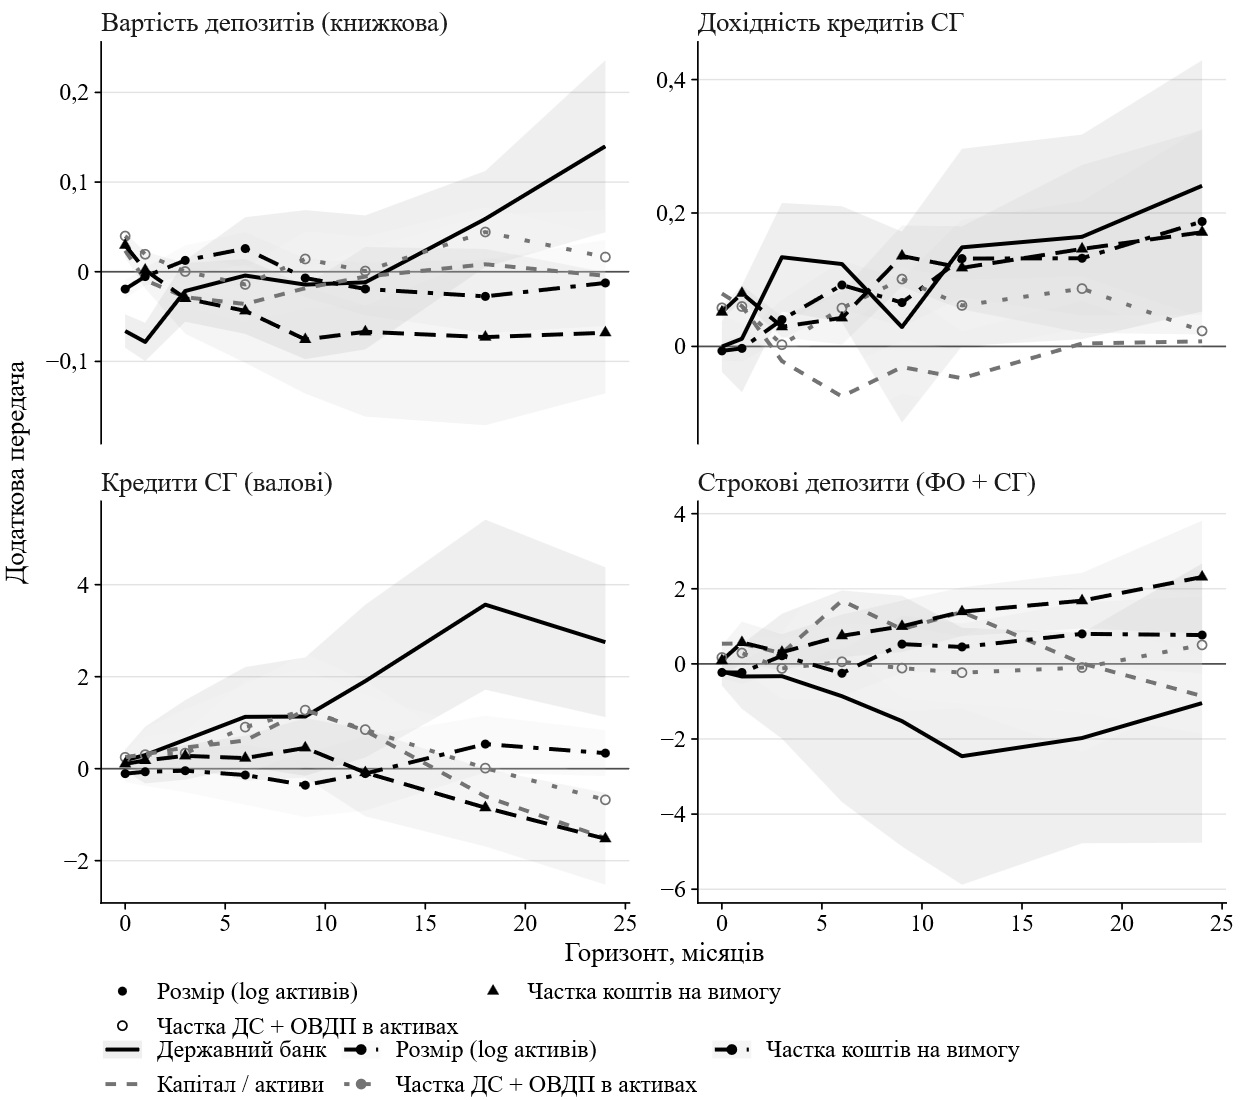 Вартість депозитів (книжкова)
0,2
0,1
0
−0,1
Дохідність кредитів СГ
0,4
0,2
0
Додаткова передача
Кредити СГ (валові)
4
2
0
−2
0 5 10 15 20 25
Строкові депозити (ФО + СГ)
4
2
0
−2
−4
−6
0 5 10 15 20 25
Горизонт, місяців
Розмір (log активів) Частка коштів на вимогу
Частка ДС + ОВДП в активах
Державний банк Розмір (log активів) Частка коштів на вимогу
Капітал / активи Частка ДС + ОВДП в активах